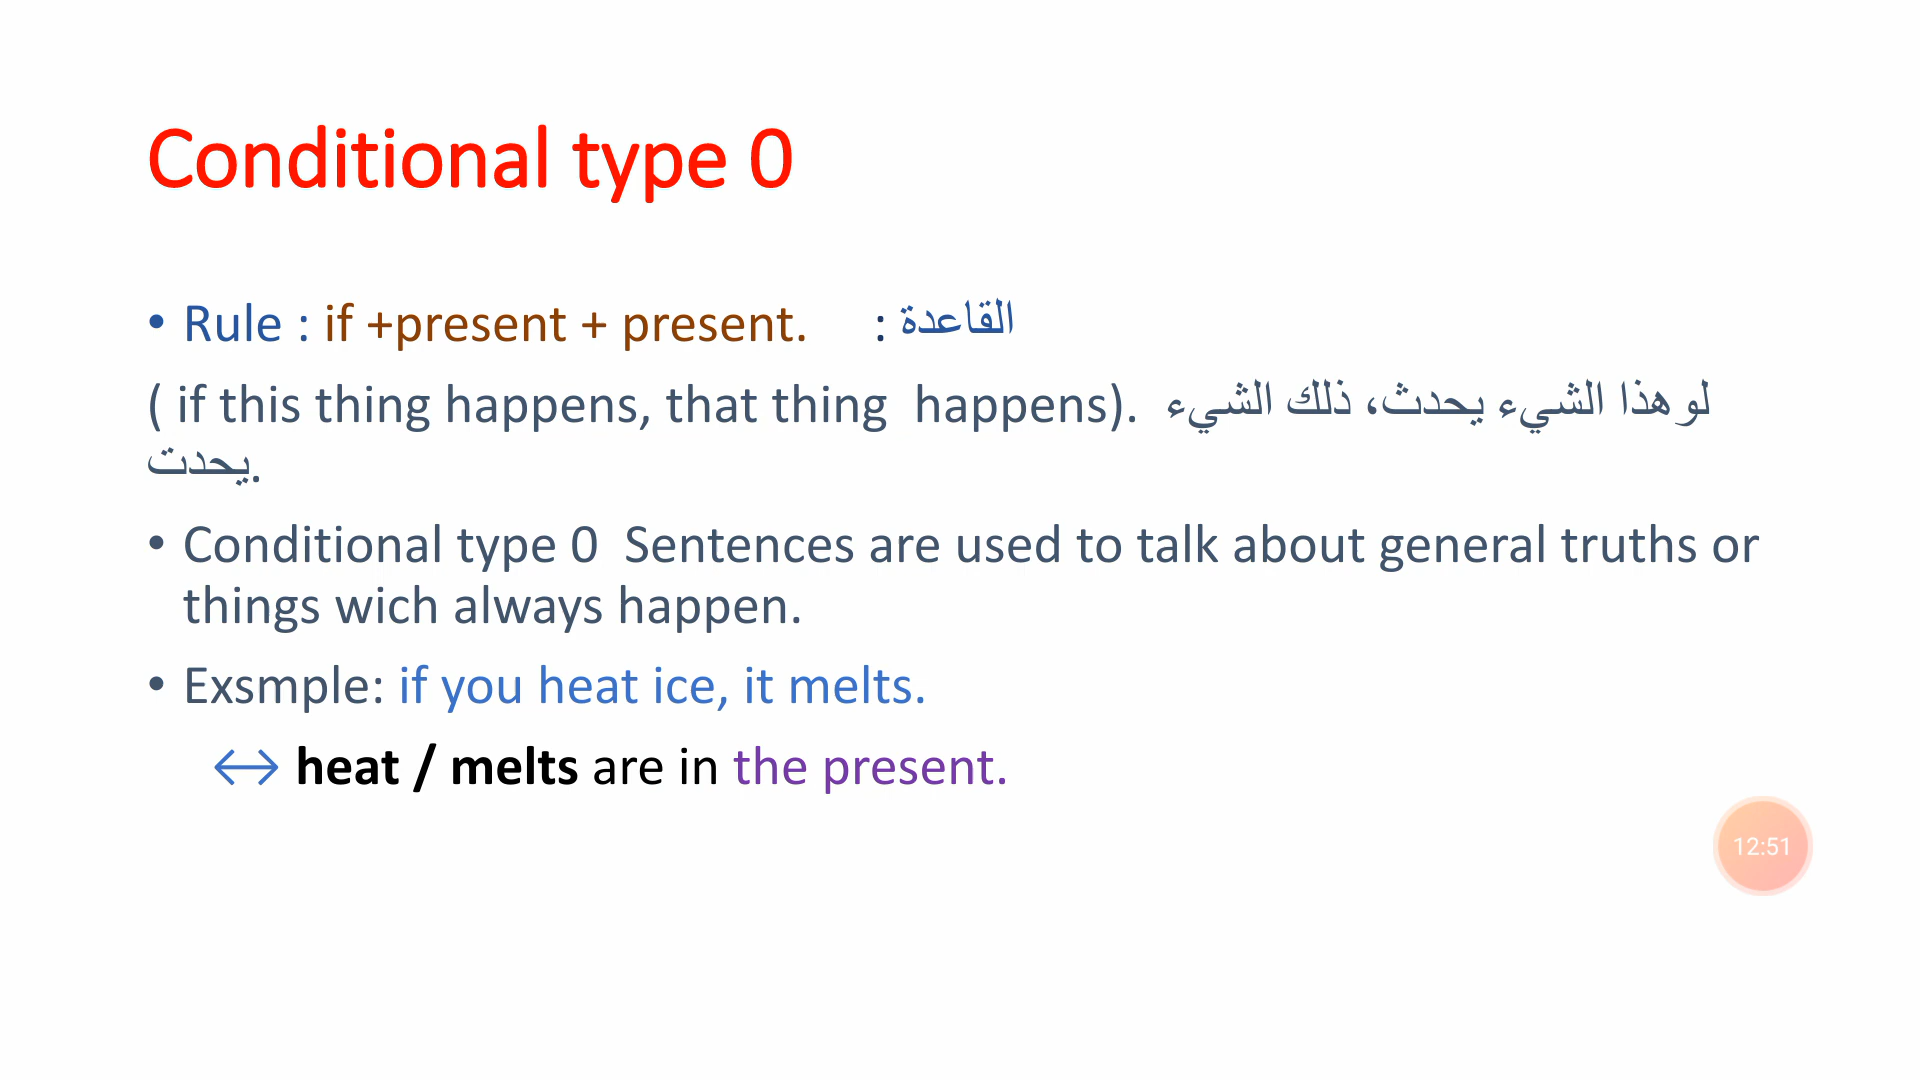 Conditional type 0
• Rule : if +present + present. القاعدة :
( if this thing happens, that thing happens). لو هذا الشيء يحدث، ذلك الشيء
يحدت.
• Conditional type 0 Sentences are used to talk about general truths or
things wich always happen.
• Exsmple: if you heat ice, it melts.
↔ heat / melts are in the present.
12:51